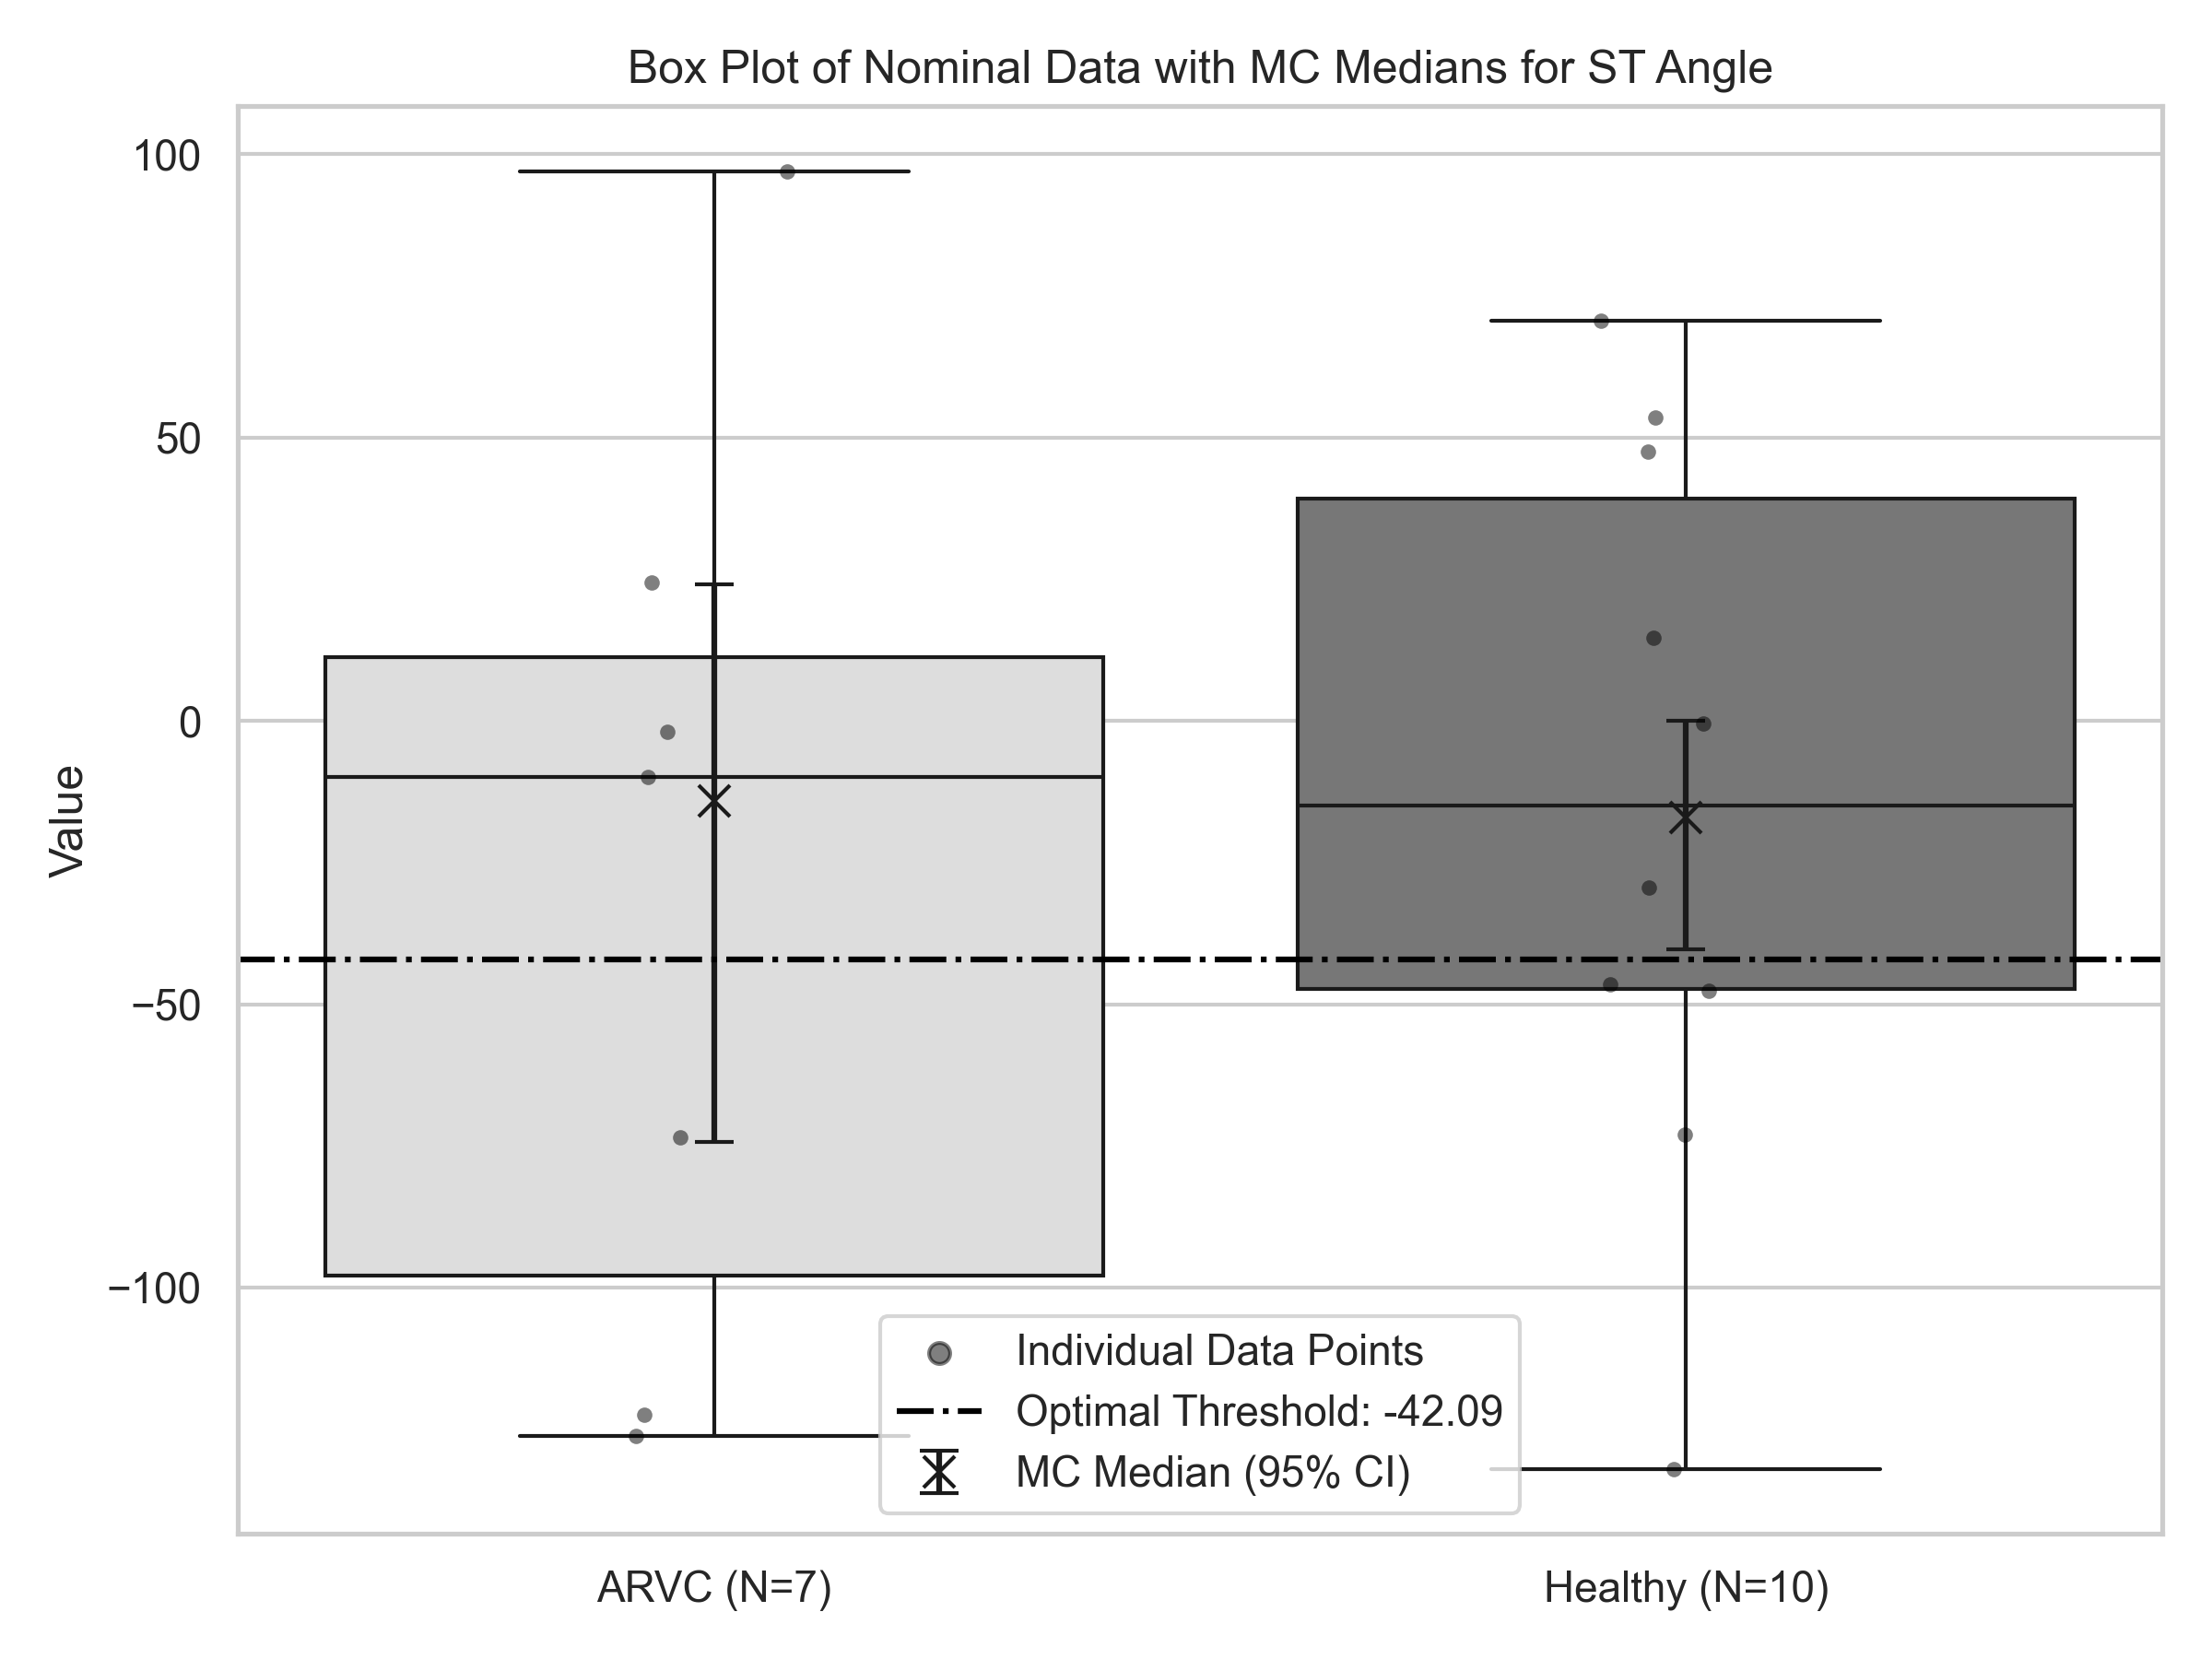 Box Plot of Nominal Data with MC Medians for ST Angle
Value
100
50
0
−50
−100
Individual Data Points
Optimal Threshold: -42.09
MC Median (95% CI)
ARVC (N=7)
Healthy (N=10)